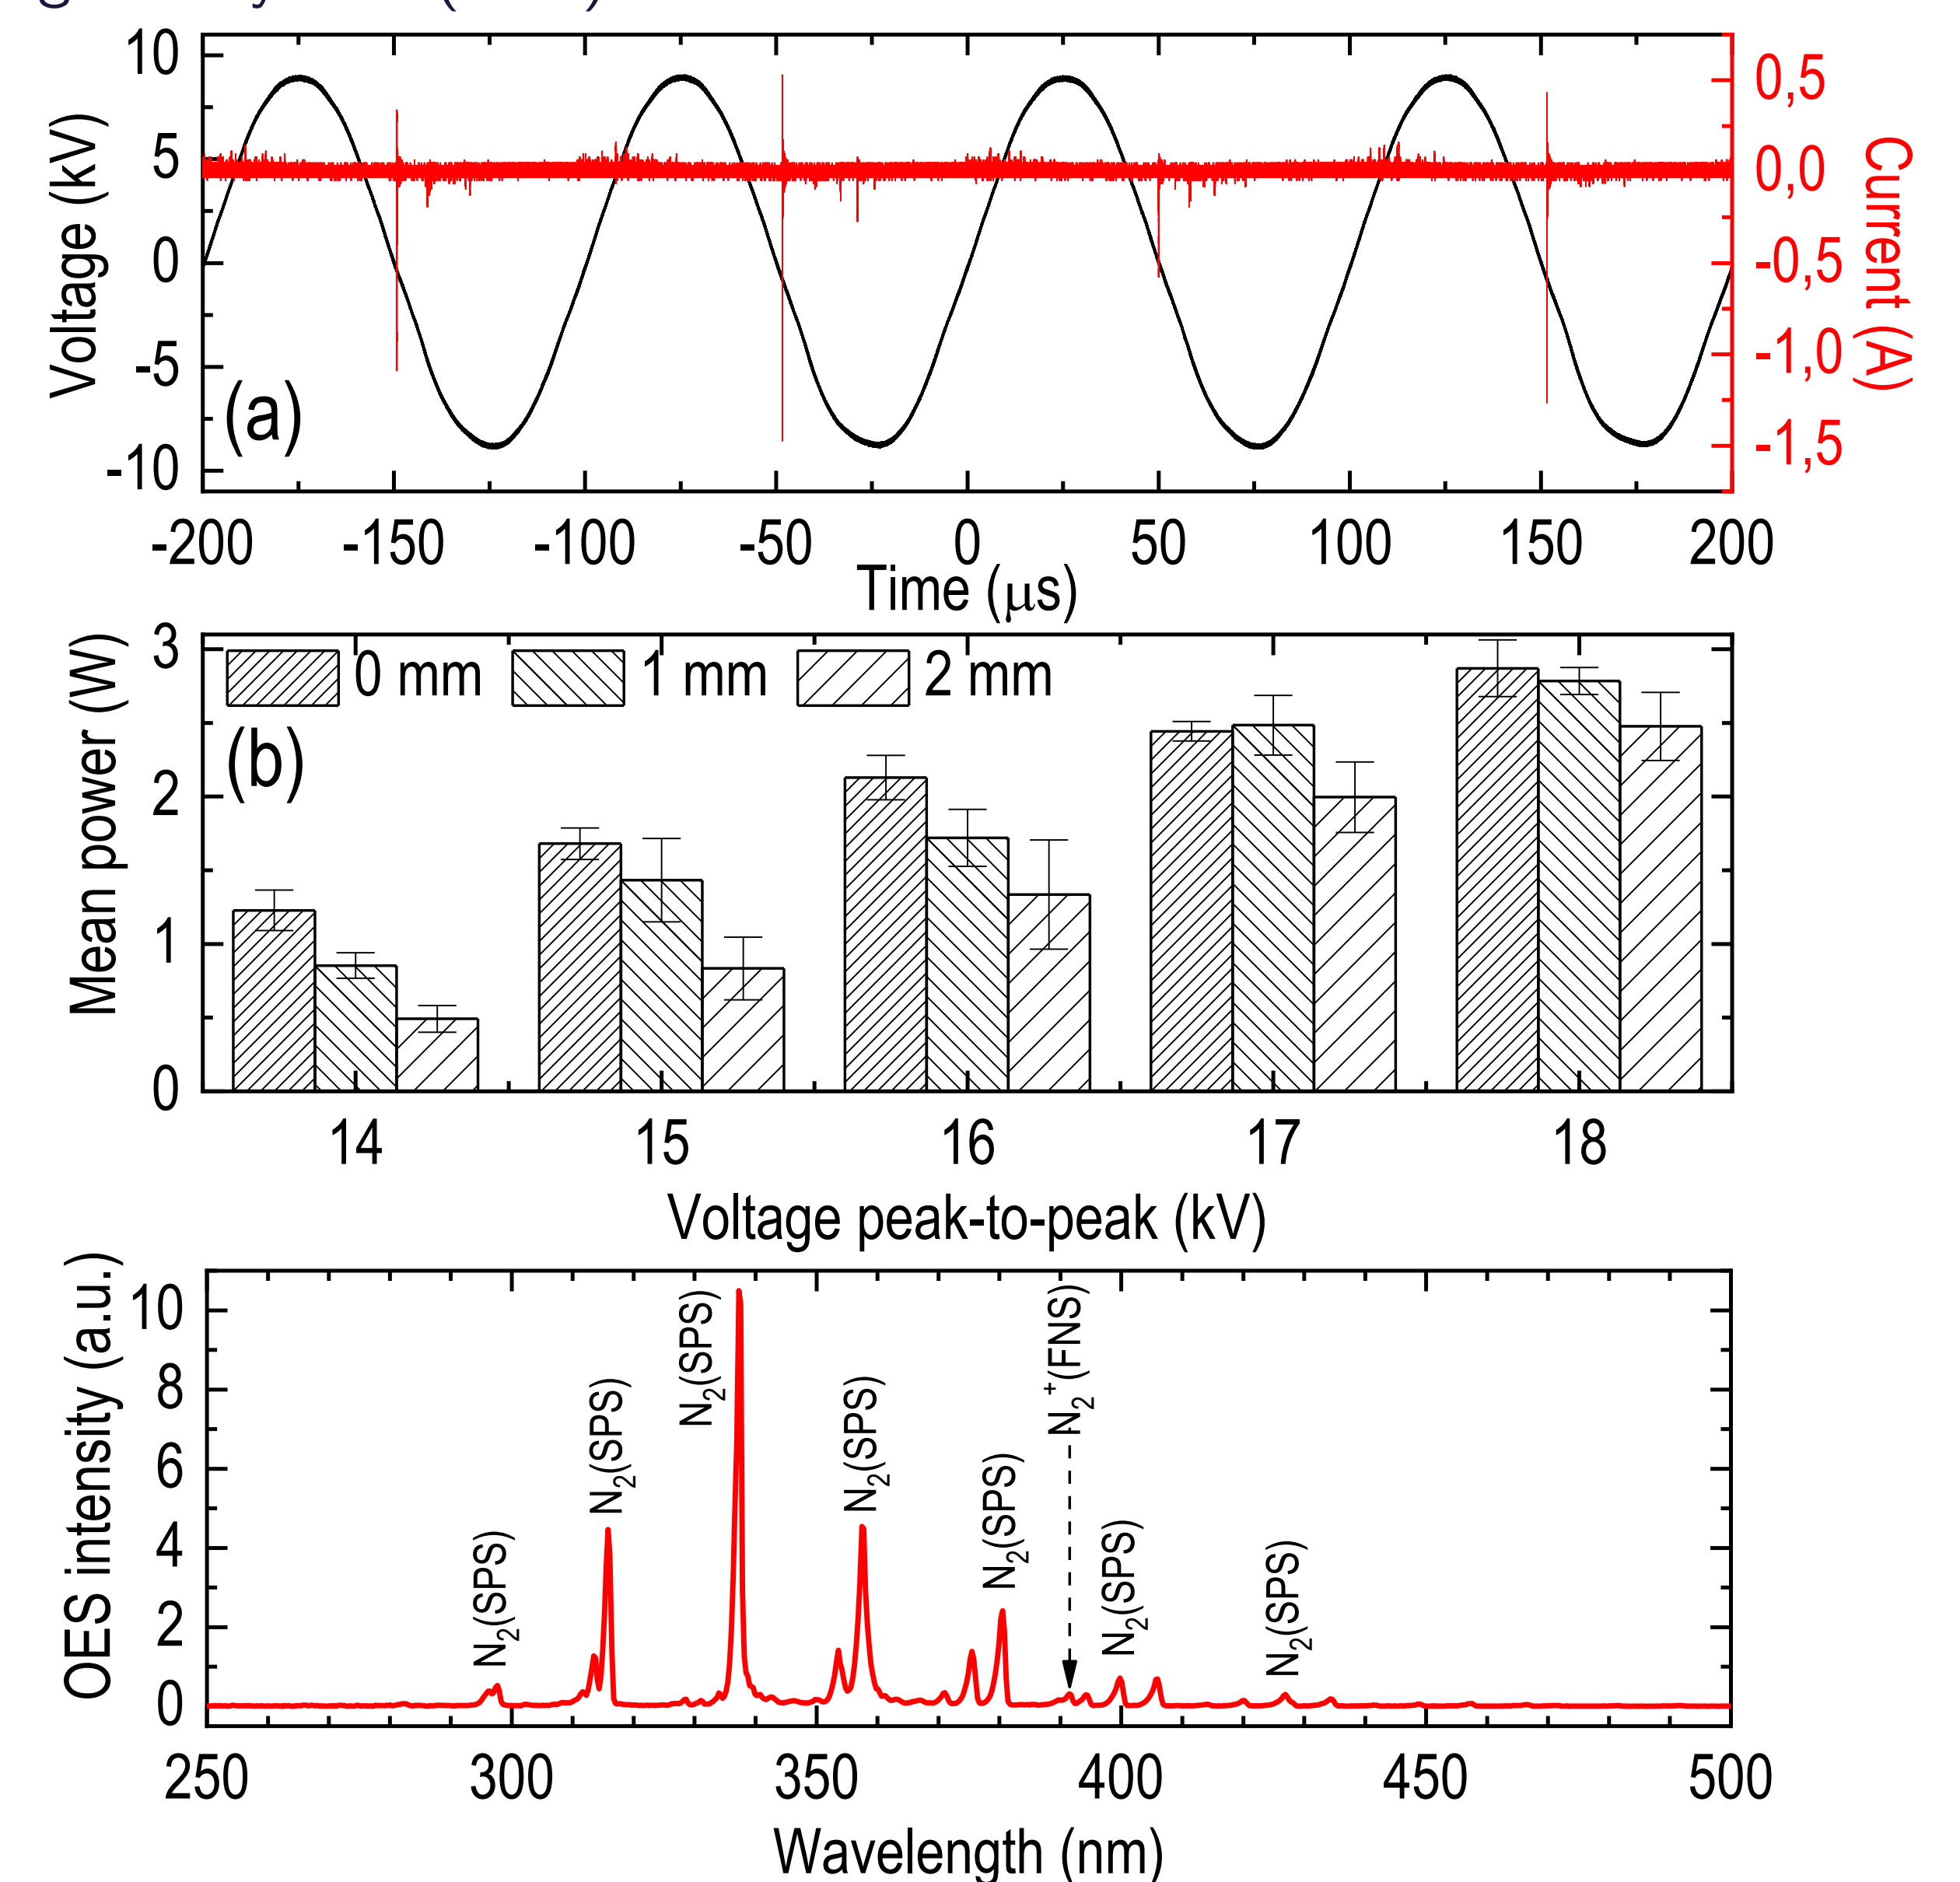 10
5
0
-5
-10
Voltage (kV)
(a)
0,5
0,0
-0,5
-1,0
-1,5
Current (A)
-200 -150 -100 -50 0 50 100 150 200
Time (μs)
3
2
1
0
Mean power (W)
0 mm 1 mm 2 mm
(b)
14 15 16 17 18
Voltage peak-to-peak (kV)
10
8
6
4
2
0
OES intensity (a.u.)
N₂(SPS)
N₂(SPS)
N₂(SPS)
N₂(SPS)
N₂(SPS)
N₂⁺(FNS)
N₂(SPS)
N₂(SPS)
250 300 350 400 450 500
Wavelength (nm)